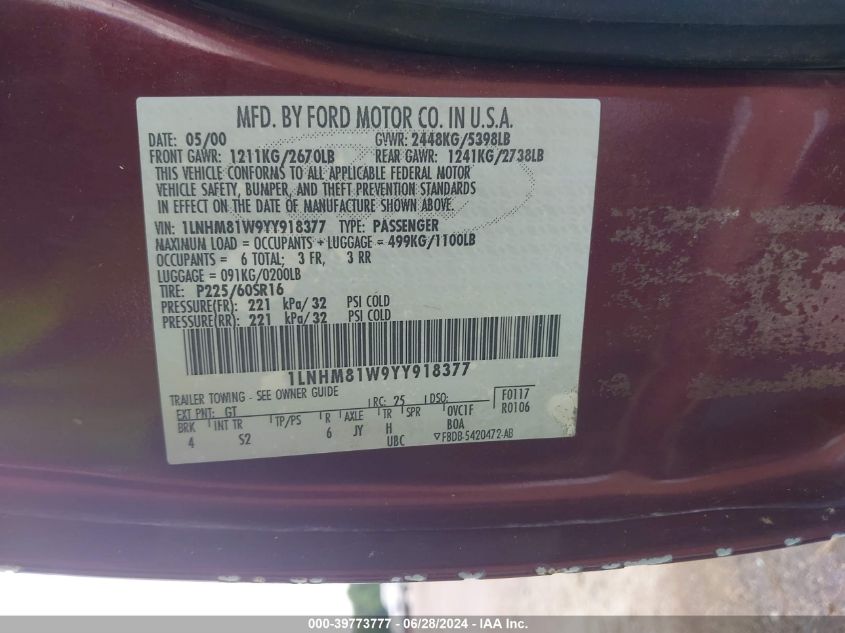 MFD. BY FORD MOTOR CO. IN U.S.A.
DATE: 05/00 GVWR: 2448KG/5398LB
FRONT GAWR: 1211KG/2670LB REAR GAWR: 1241KG/2738LB
THIS VEHICLE CONFORMS TO ALL APPLICABLE FEDERAL MOTOR
VEHICLE SAFETY, BUMPER, AND THEFT PREVENTION STANDARDS
IN EFFECT ON THE DATE OF MANUFACTURE SHOWN ABOVE.
VIN: 1LNHM81W9YY918377 TYPE: PASSENGER
MAXIMUM LOAD = OCCUPANTS + LUGGAGE = 499KG/1100LB
OCCUPANTS = 6 TOTAL; 3 FR, 3 RR
LUGGAGE = 091KG/0200LB
TIRE: P225/60SR16
PRESSURE(FR): 221 kPa/32 PSI COLD
PRESSURE(RR): 221 kPa/32 PSI COLD
1LNHM81W9YY918377
TRAILER TOWING - SEE OWNER GUIDE
EXT PNT: GT RC: 25 DSO: F0117
BRK INT TR TP/PS R AXLE TR SPR 0VC1F R0106
4 S2 6 JY H B0A
UBC ▽F8DB-5420472-AB
000-39773777 - 06/28/2024 - IAA Inc.